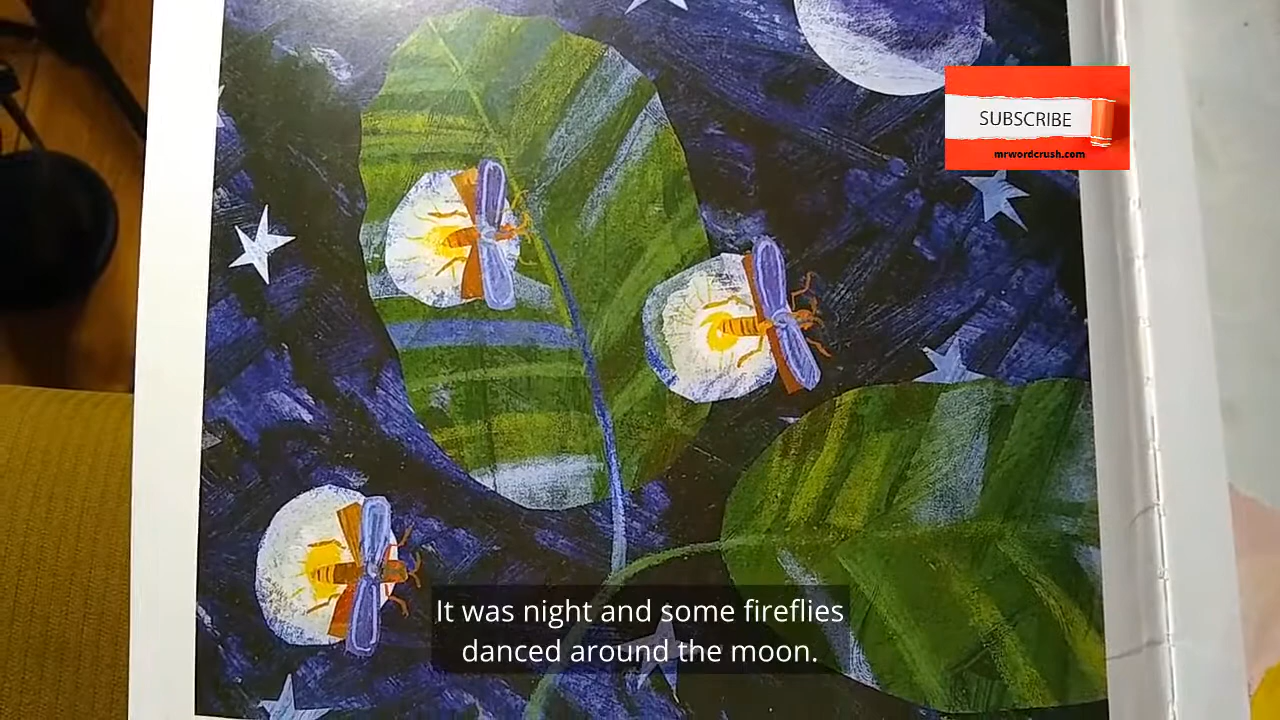 SUBSCRIBE
mrwordcrush.com
It was night and some fireflies
danced around the moon.